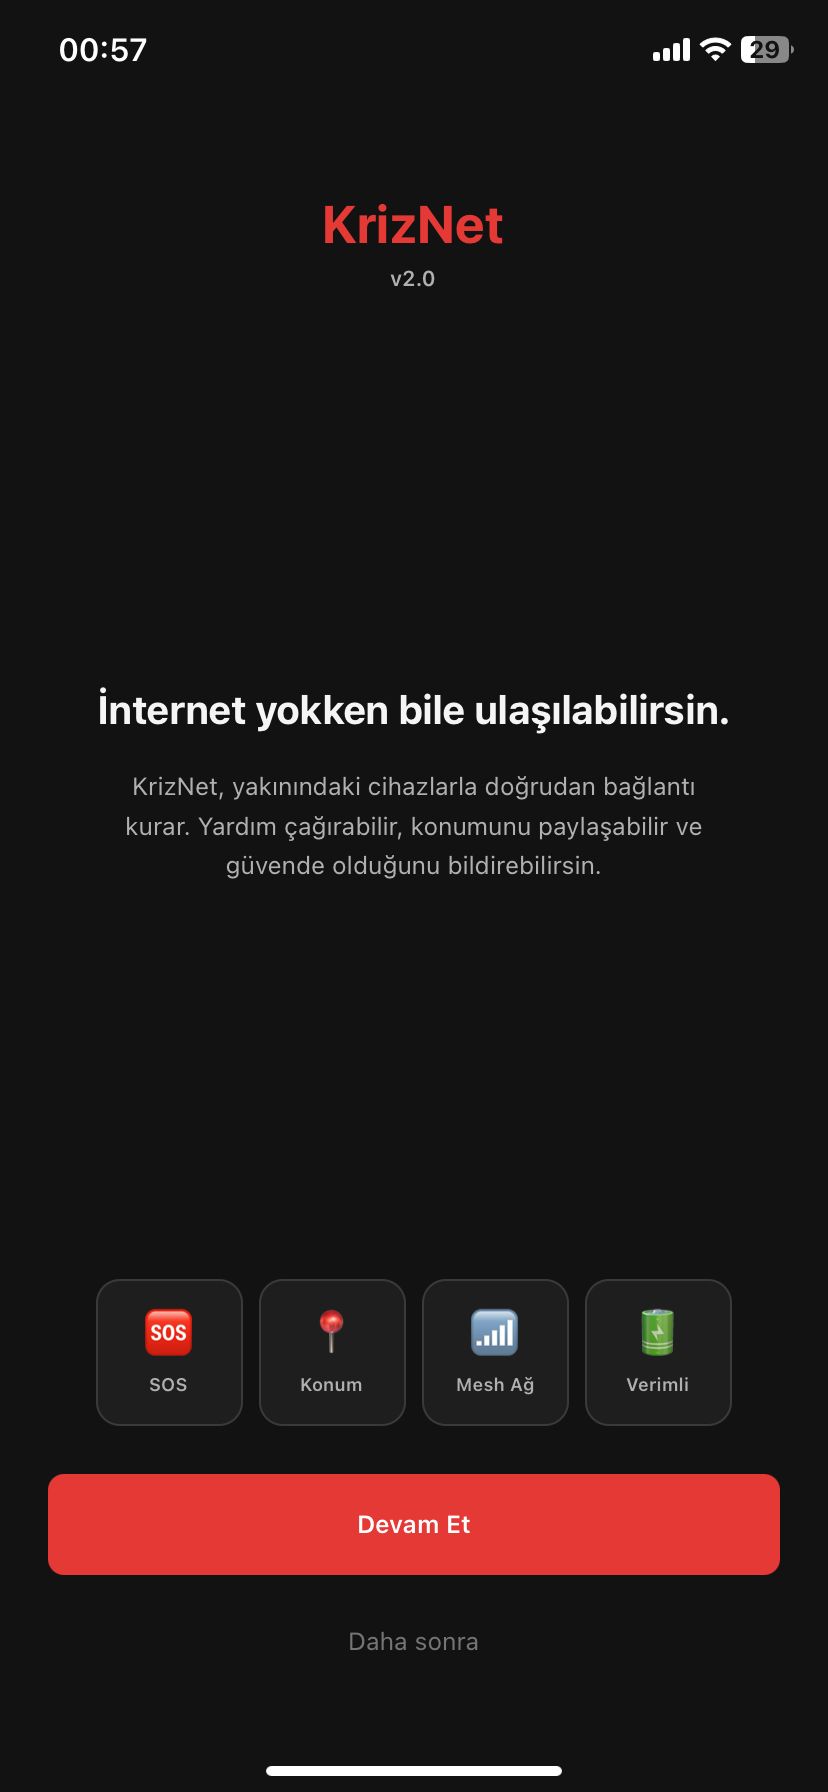 00:57
29
KrizNet
v2.0
İnternet yokken bile ulaşılabilirsin.
KrizNet, yakınındaki cihazlarla doğrudan bağlantı
kurar. Yardım çağırabilir, konumunu paylaşabilir ve
güvende olduğunu bildirebilirsin.
SOS
SOS
Konum
Mesh Ağ
Verimli
Devam Et
Daha sonra